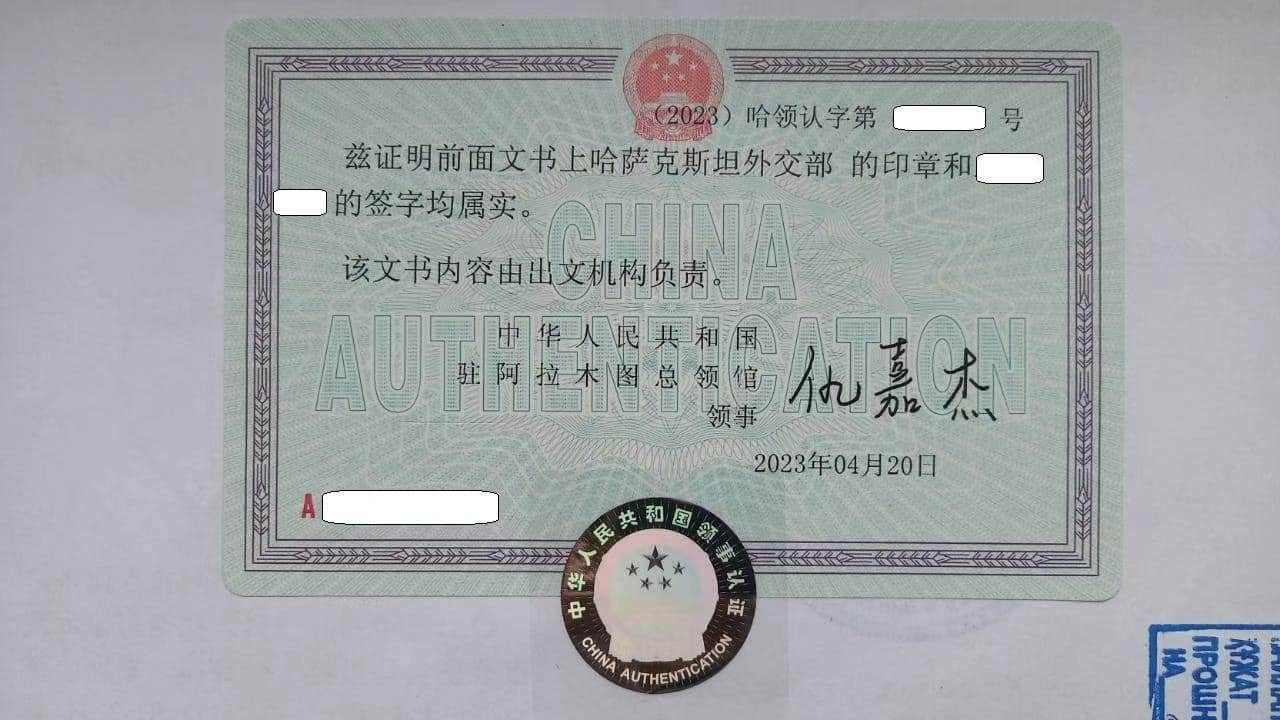 （2023）哈领认字第 号
兹证明前面文书上哈萨克斯坦外交部 的印章和
的签字均属实。
该文书内容由出文机构负责。
中华人民共和国
驻阿拉木图总领馆
领事
仇嘉杰
2023年04月20日
A
CHINA
AUTHENTICATION
中华人民共和国领事认证
CHINA AUTHENTICATION
ҚҰЖАТ
ПРОШ
НА